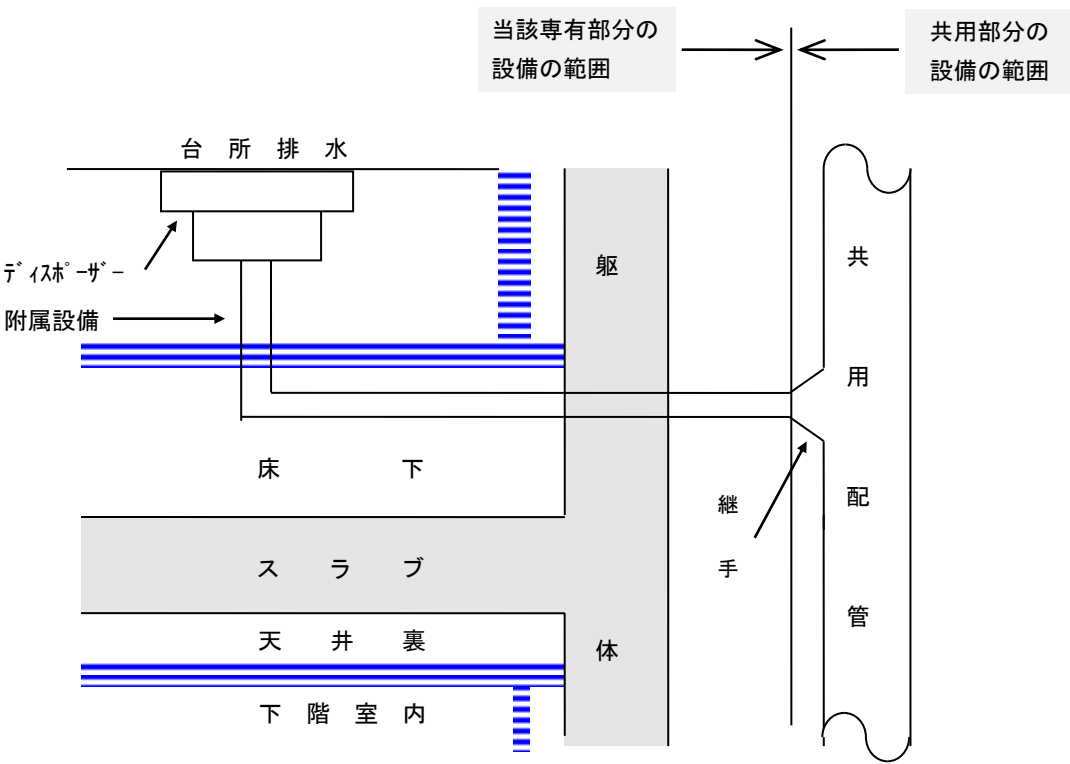 当該専有部分の
設備の範囲
共用部分の
設備の範囲
台所排水
ﾃﾞｨｽﾎﾟｰｻﾞｰ
附属設備
躯体
共用配管
床下
継手
スラブ
天井裏
下階室内